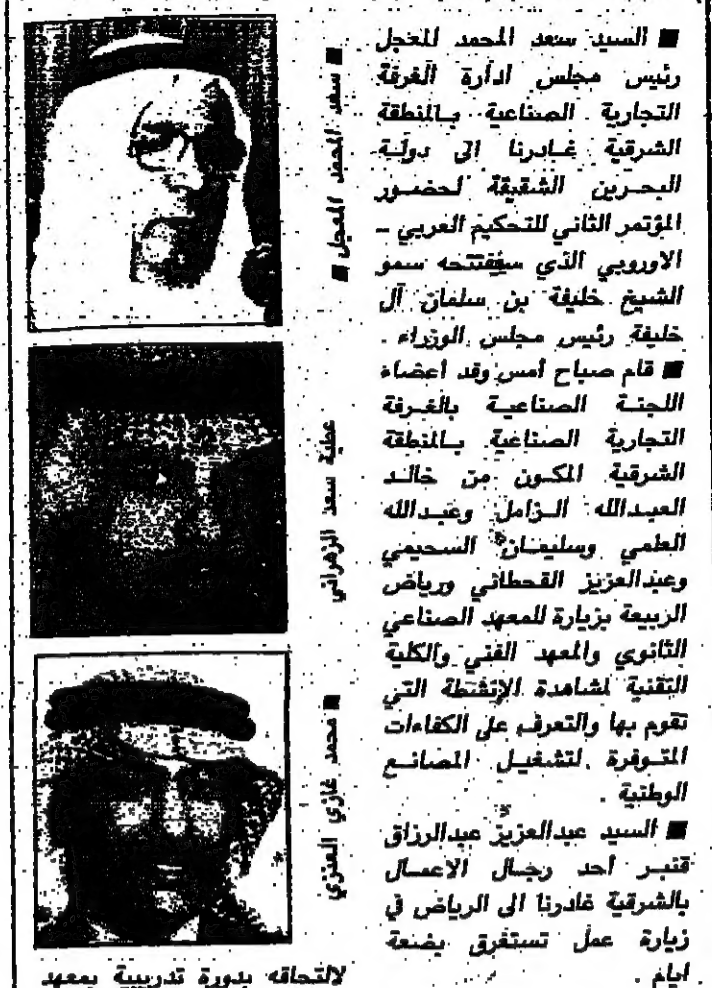 ■ السيد سعد المحمد المعجل
رئيس مجلس ادارة الغرفة
التجارية الصناعية بالمنطقة
الشرقية غادرنا الى دولة
البحرين الشقيقة لحضور
المؤتمر الثاني للتحكيم العربي -
الاوروبي الذي سيفتتحه سمو
الشيخ خليفة بن سلمان آل
خليفة رئيس مجلس الوزراء .
■ قام صباح أمس وفد أعضاء
اللجنة الصناعية بالغرفة
التجارية الصناعية بالمنطقة
الشرقية المكون من خالد
العبدالله الزامل وعبدالله
العلمي وسليمان السحيمي
وعبدالعزيز القحطاني ورياض
الربيعة بزيارة للمعهد الصناعي
الثانوي والمعهد الفني والكلية
التقنية لمشاهدة الإنشطة التي
تقوم بها والتعرف على الكفاءات
المتوفرة لتشغيل المصانع
الوطنية .
■ السيد عبدالعزيز عبدالرزاق
قنبر أحد رجال الاعمال
بالشرقية غادرنا الى الرياض في
زيارة عمل تستغرق بضعة
ايام .
■ سعد المحمد المعجل ■
عطية سعد الزهراني
■ محمد غازي العنزي
لإلتحاقه بدورة تدريبية بمعهد